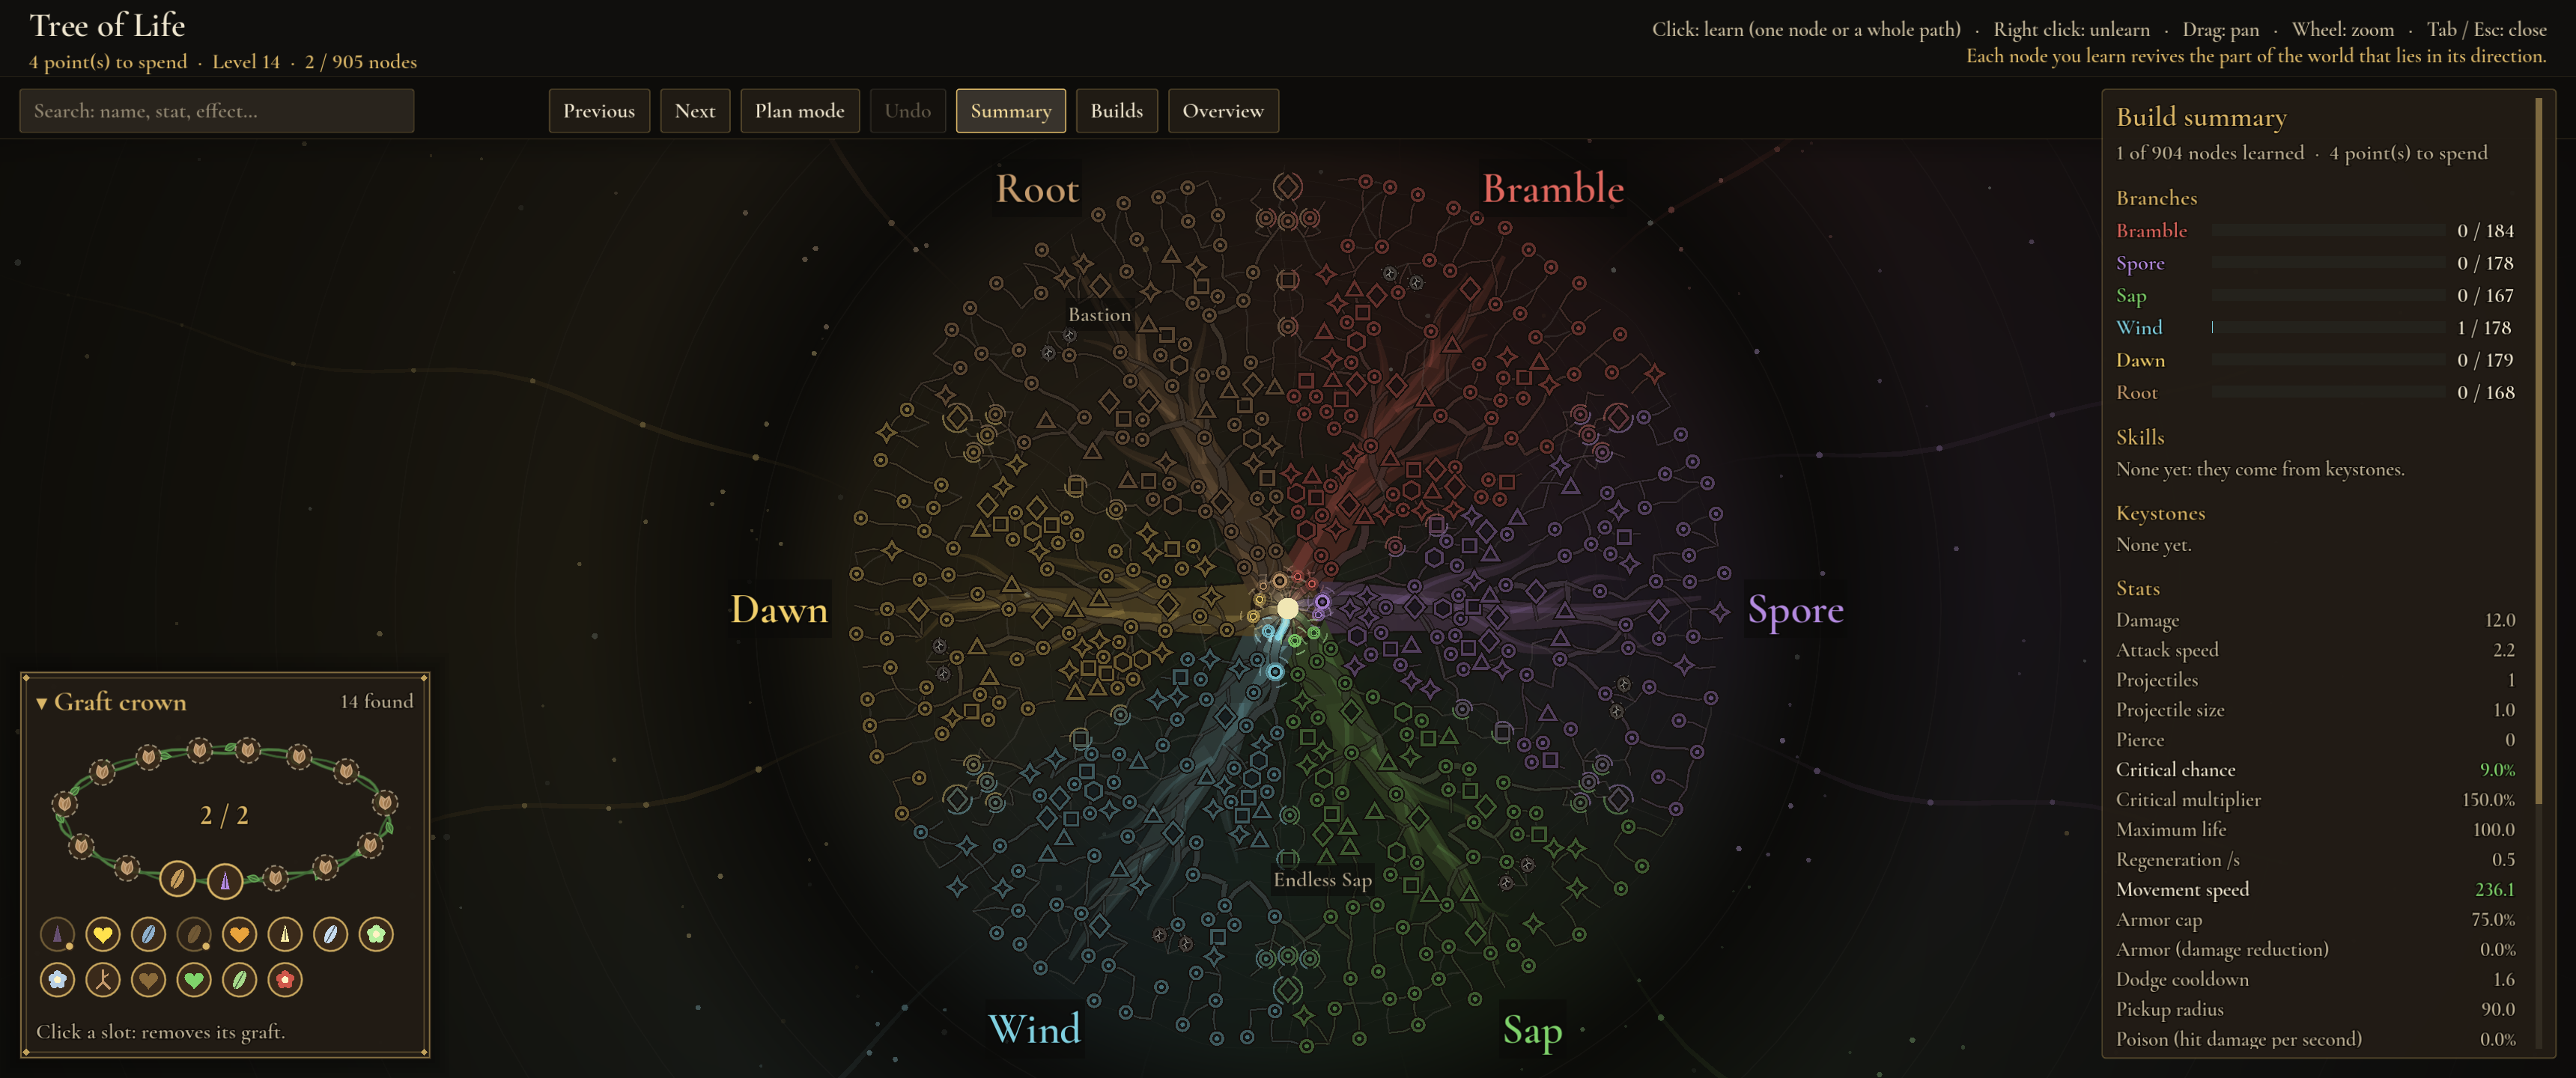 Tree of Life
4 point(s) to spend · Level 14 · 2 / 905 nodes
Click: learn (one node or a whole path) · Right click: unlearn · Drag: pan · Wheel: zoom · Tab / Esc: close
Each node you learn revives the part of the world that lies in its direction.
Search: name, stat, effect...
Previous
Next
Plan mode
Undo
Summary
Builds
Overview
Root
Bramble
Bastion
Dawn
Spore
Endless Sap
Wind
Sap
▾ Graft crown
14 found
2 / 2
Click a slot: removes its graft.
Build summary
1 of 904 nodes learned · 4 point(s) to spend
Branches
Bramble 0 / 184
Spore 0 / 178
Sap 0 / 167
Wind 1 / 178
Dawn 0 / 179
Root 0 / 168
Skills
None yet: they come from keystones.
Keystones
None yet.
Stats
Damage 12.0
Attack speed 2.2
Projectiles 1
Projectile size 1.0
Pierce 0
Critical chance 9.0%
Critical multiplier 150.0%
Maximum life 100.0
Regeneration /s 0.5
Movement speed 236.1
Armor cap 75.0%
Armor (damage reduction) 0.0%
Dodge cooldown 1.6
Pickup radius 90.0
Poison (hit damage per second) 0.0%